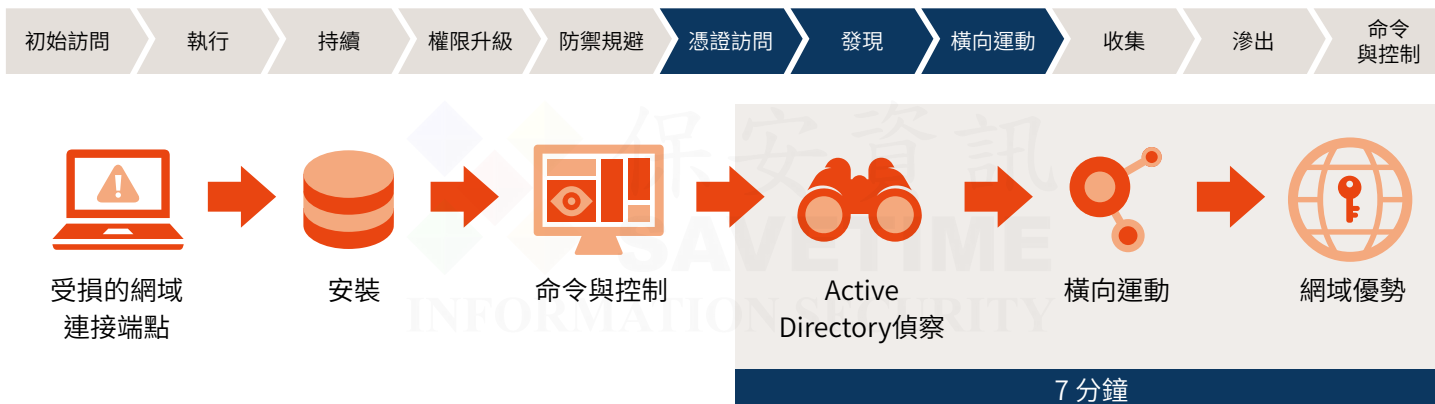 初始訪問
執行
持續
權限升級
防禦規避
憑證訪問
發現
橫向運動
收集
滲出
命令
與控制
保安資訊
SAVETIME
INFORMATION SECURITY
受損的網域
連接端點
安裝
命令與控制
Active
Directory偵察
橫向運動
網域優勢
7 分鐘